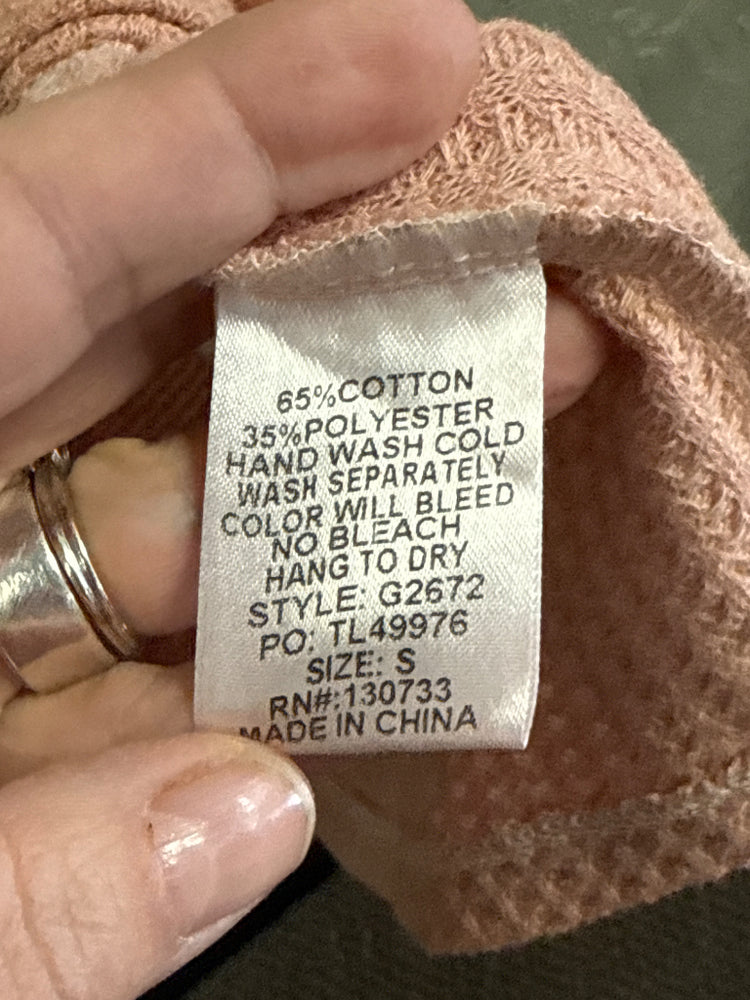 65%COTTON
35%POLYESTER
HAND WASH COLD
WASH SEPARATELY
COLOR WILL BLEED
NO BLEACH
HANG TO DRY
STYLE: G2672
PO: TL49976
SIZE: S
RN#:130733
MADE IN CHINA